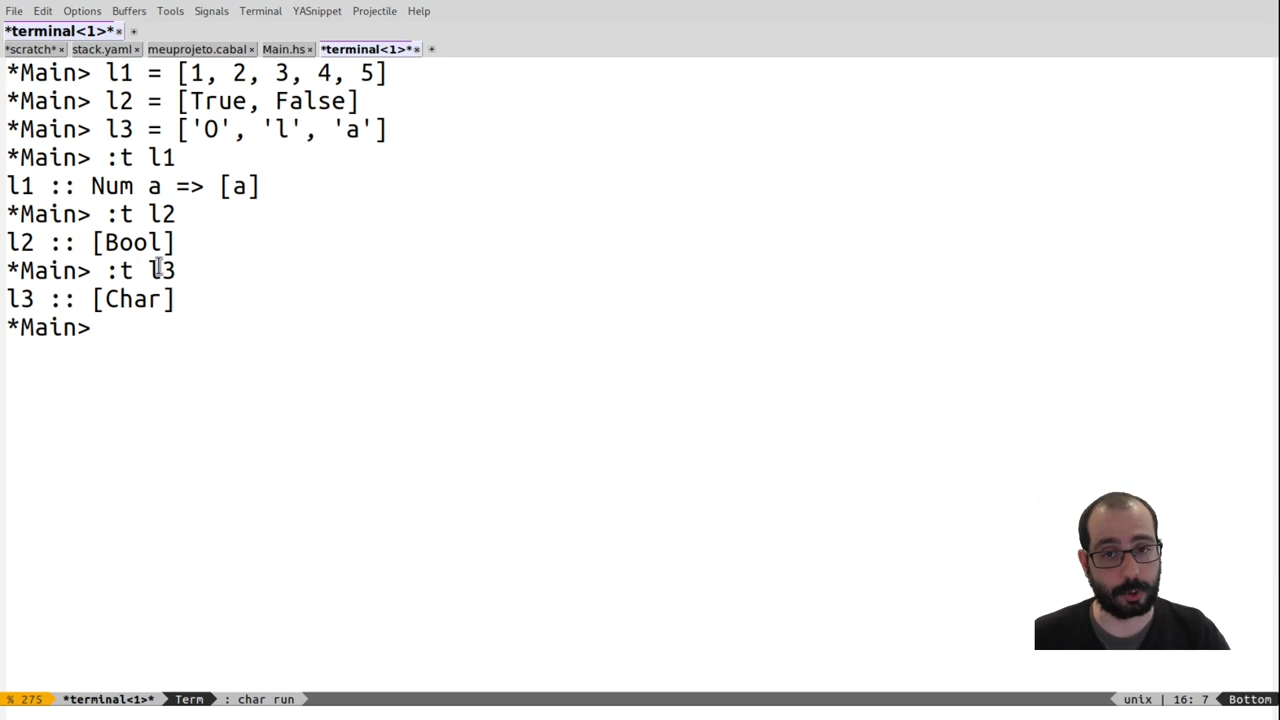 File Edit Options Buffers Tools Signals Terminal YASnippet Projectile Help
*terminal<1>*× +
*scratch*× stack.yaml× meuprojeto.cabal× Main.hs× *terminal<1>*× +
*Main> l1 = [1, 2, 3, 4, 5]
*Main> l2 = [True, False]
*Main> l3 = ['O', 'l', 'a']
*Main> :t l1
l1 :: Num a => [a]
*Main> :t l2
l2 :: [Bool]
*Main> :t l3
l3 :: [Char]
*Main>
% 275 *terminal<1>* Term : char run unix | 16: 7 Bottom